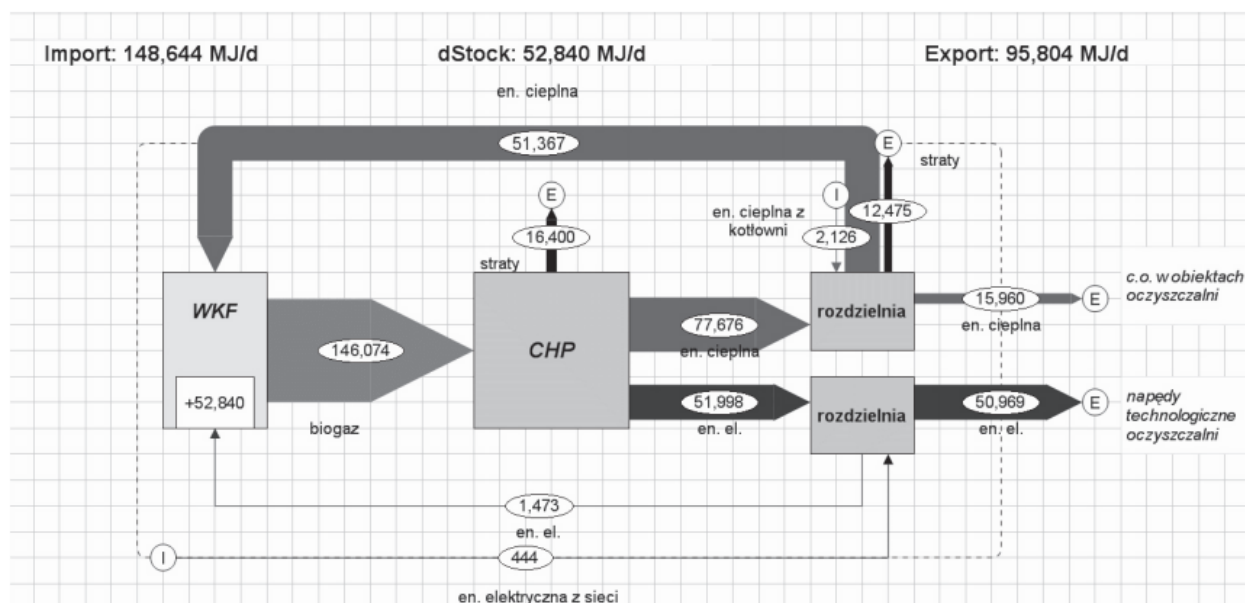 Import: 148,644 MJ/d
dStock: 52,840 MJ/d
Export: 95,804 MJ/d
en. cieplna
51,367
E
straty
E
I
en. cieplna z
kotłowni
12,475
16,400
2,126
straty
WKF
146,074
+52,840
biogaz
CHP
77,676
en. cieplna
rozdzielnia
15,960
en. cieplna
E
c.o. w obiektach
oczyszczalni
51,998
en. el.
rozdzielnia
50,969
en. el.
E
napędy
technologiczne
oczyszczalni
1,473
en. el.
I
444
en. elektryczna z sieci